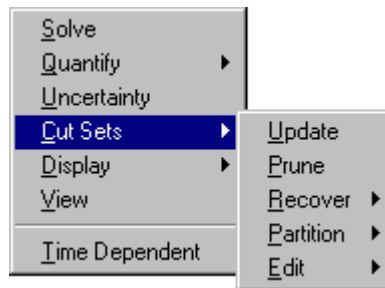 Solve
Quantify
Uncertainty
Cut Sets
Display
View
Time Dependent
Update
Prune
Recover
Partition
Edit